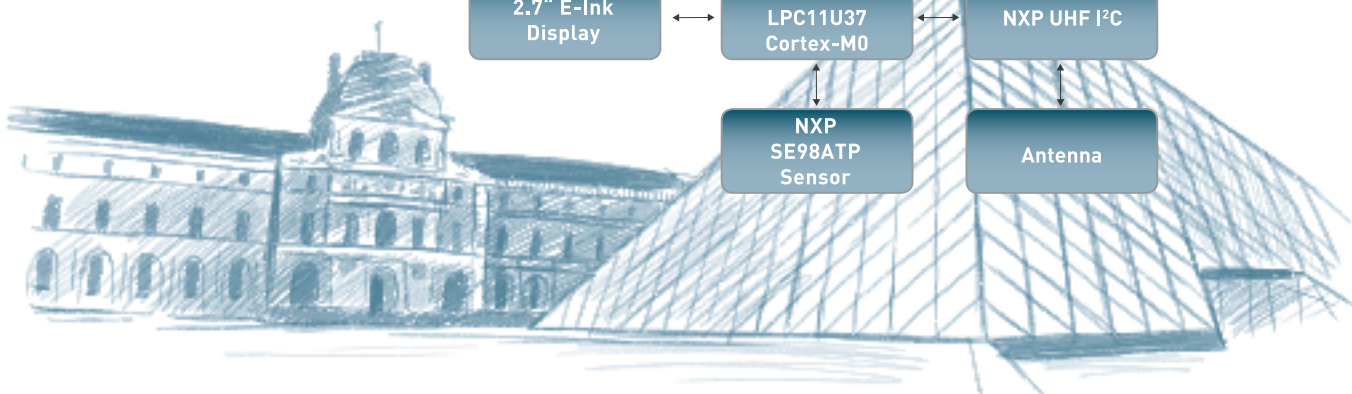 2.7" E-Ink
Display
LPC11U37
Cortex-M0
NXP UHF I²C
NXP
SE98ATP
Sensor
Antenna